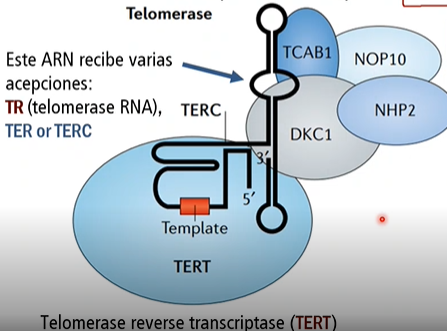 Telomerase
Este ARN recibe varias
acepciones:
TR (telomerase RNA),
TER or TERC
TERC
TCAB1
NOP10
NHP2
DKC1
3′
5′
Template
TERT
Telomerase reverse transcriptase (TERT)